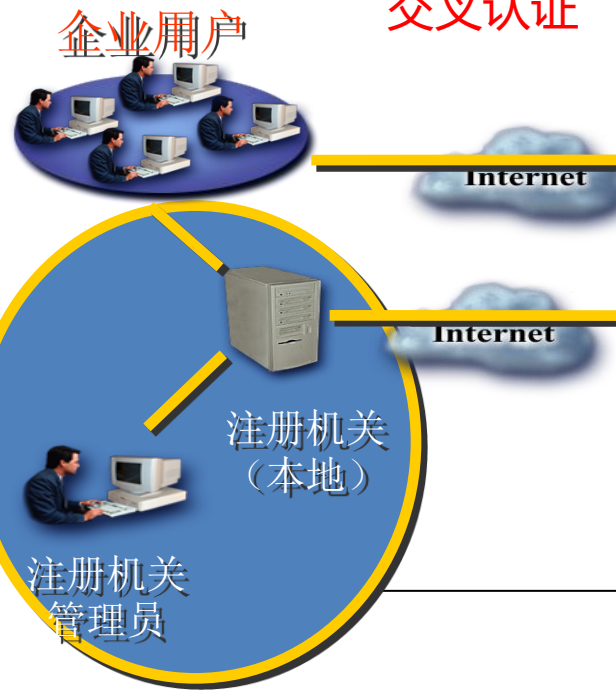 交叉认证
企业用户
Internet
Internet
注册机关
（本地）
注册机关
管理员